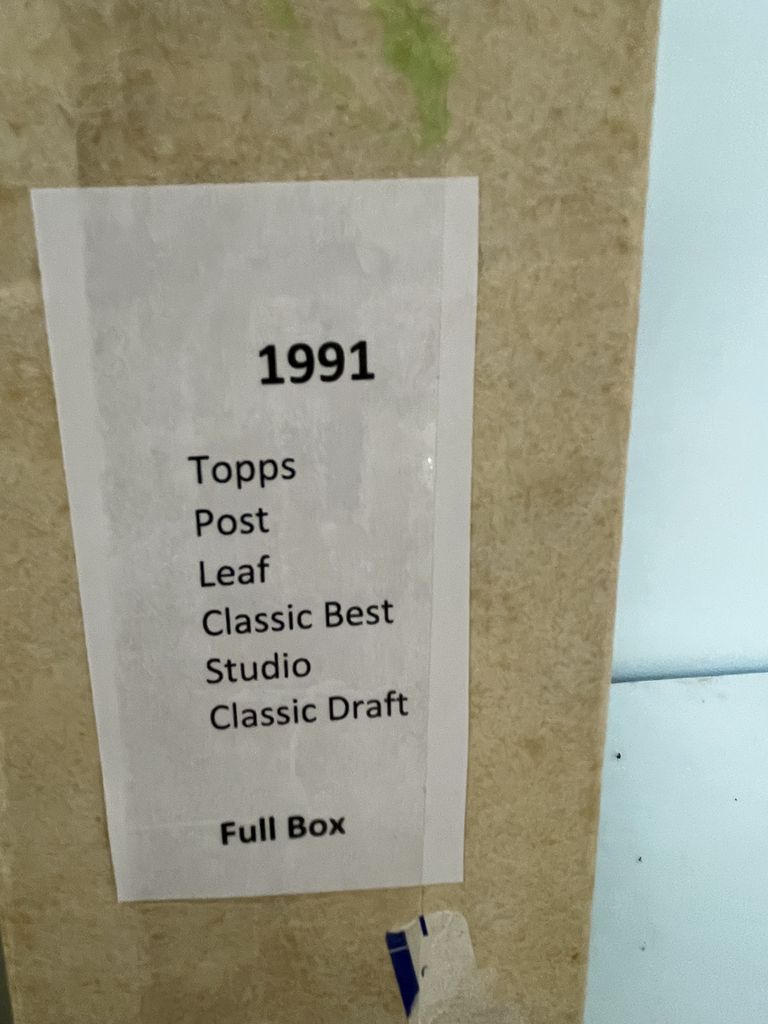 1991
Topps
Post
Leaf
Classic Best
Studio
Classic Draft
Full Box